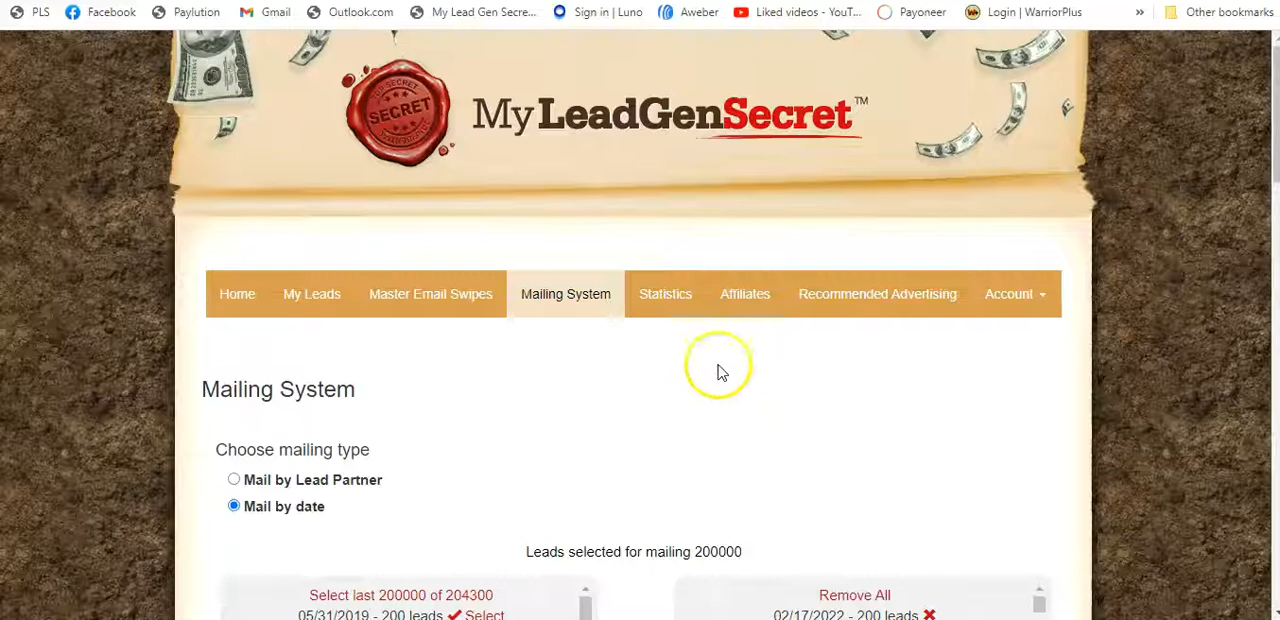 PLS Facebook Paylution Gmail Outlook.com My Lead Gen Secre... Sign in | Luno Aweber Liked videos - YouT... Payoneer Login | WarriorPlus » Other bookmarks
SECRET
SECRET
My LeadGenSecret™
Home My Leads Master Email Swipes Mailing System Statistics Affiliates Recommended Advertising Account
Mailing System
Choose mailing type
Mail by Lead Partner
Mail by date
Leads selected for mailing 200000
Select last 200000 of 204300 Remove All
05/31/2019 - 200 leads Select 02/17/2022 - 200 leads